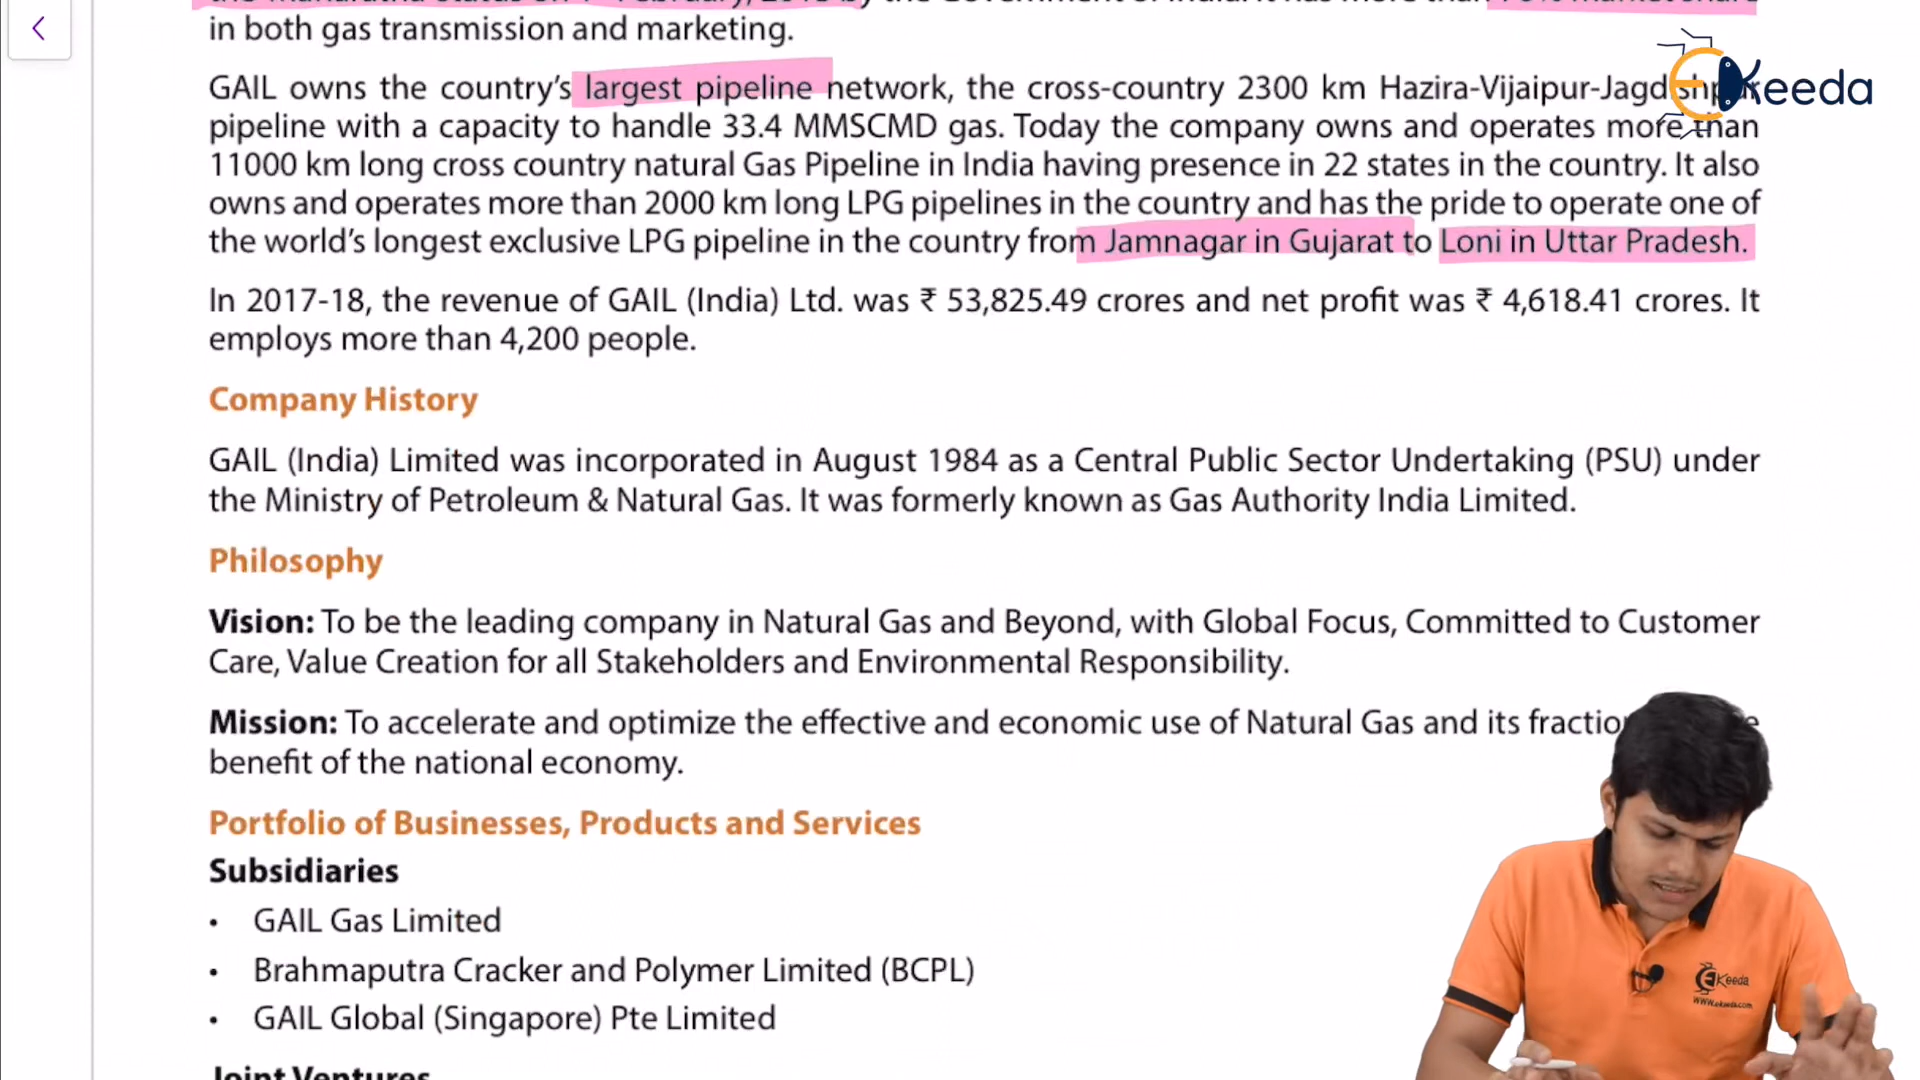 in both gas transmission and marketing.
GAIL owns the country's largest pipeline network, the cross-country 2300 km Hazira-Vijaipur-Jagdishpur
pipeline with a capacity to handle 33.4 MMSCMD gas. Today the company owns and operates more than
11000 km long cross country natural Gas Pipeline in India having presence in 22 states in the country. It also
owns and operates more than 2000 km long LPG pipelines in the country and has the pride to operate one of
the world's longest exclusive LPG pipeline in the country from Jamnagar in Gujarat to Loni in Uttar Pradesh.
In 2017-18, the revenue of GAIL (India) Ltd. was ₹ 53,825.49 crores and net profit was ₹ 4,618.41 crores. It
employs more than 4,200 people.
Company History
GAIL (India) Limited was incorporated in August 1984 as a Central Public Sector Undertaking (PSU) under
the Ministry of Petroleum & Natural Gas. It was formerly known as Gas Authority India Limited.
Philosophy
Vision: To be the leading company in Natural Gas and Beyond, with Global Focus, Committed to Customer
Care, Value Creation for all Stakeholders and Environmental Responsibility.
Mission: To accelerate and optimize the effective and economic use of Natural Gas and its
benefit of the national economy.
Portfolio of Businesses, Products and Services
Subsidiaries
• GAIL Gas Limited
• Brahmaputra Cracker and Polymer Limited (BCPL)
• GAIL Global (Singapore) Pte Limited
Joint Ventures
EKeeda
EKeeda
www.ekeeda.com